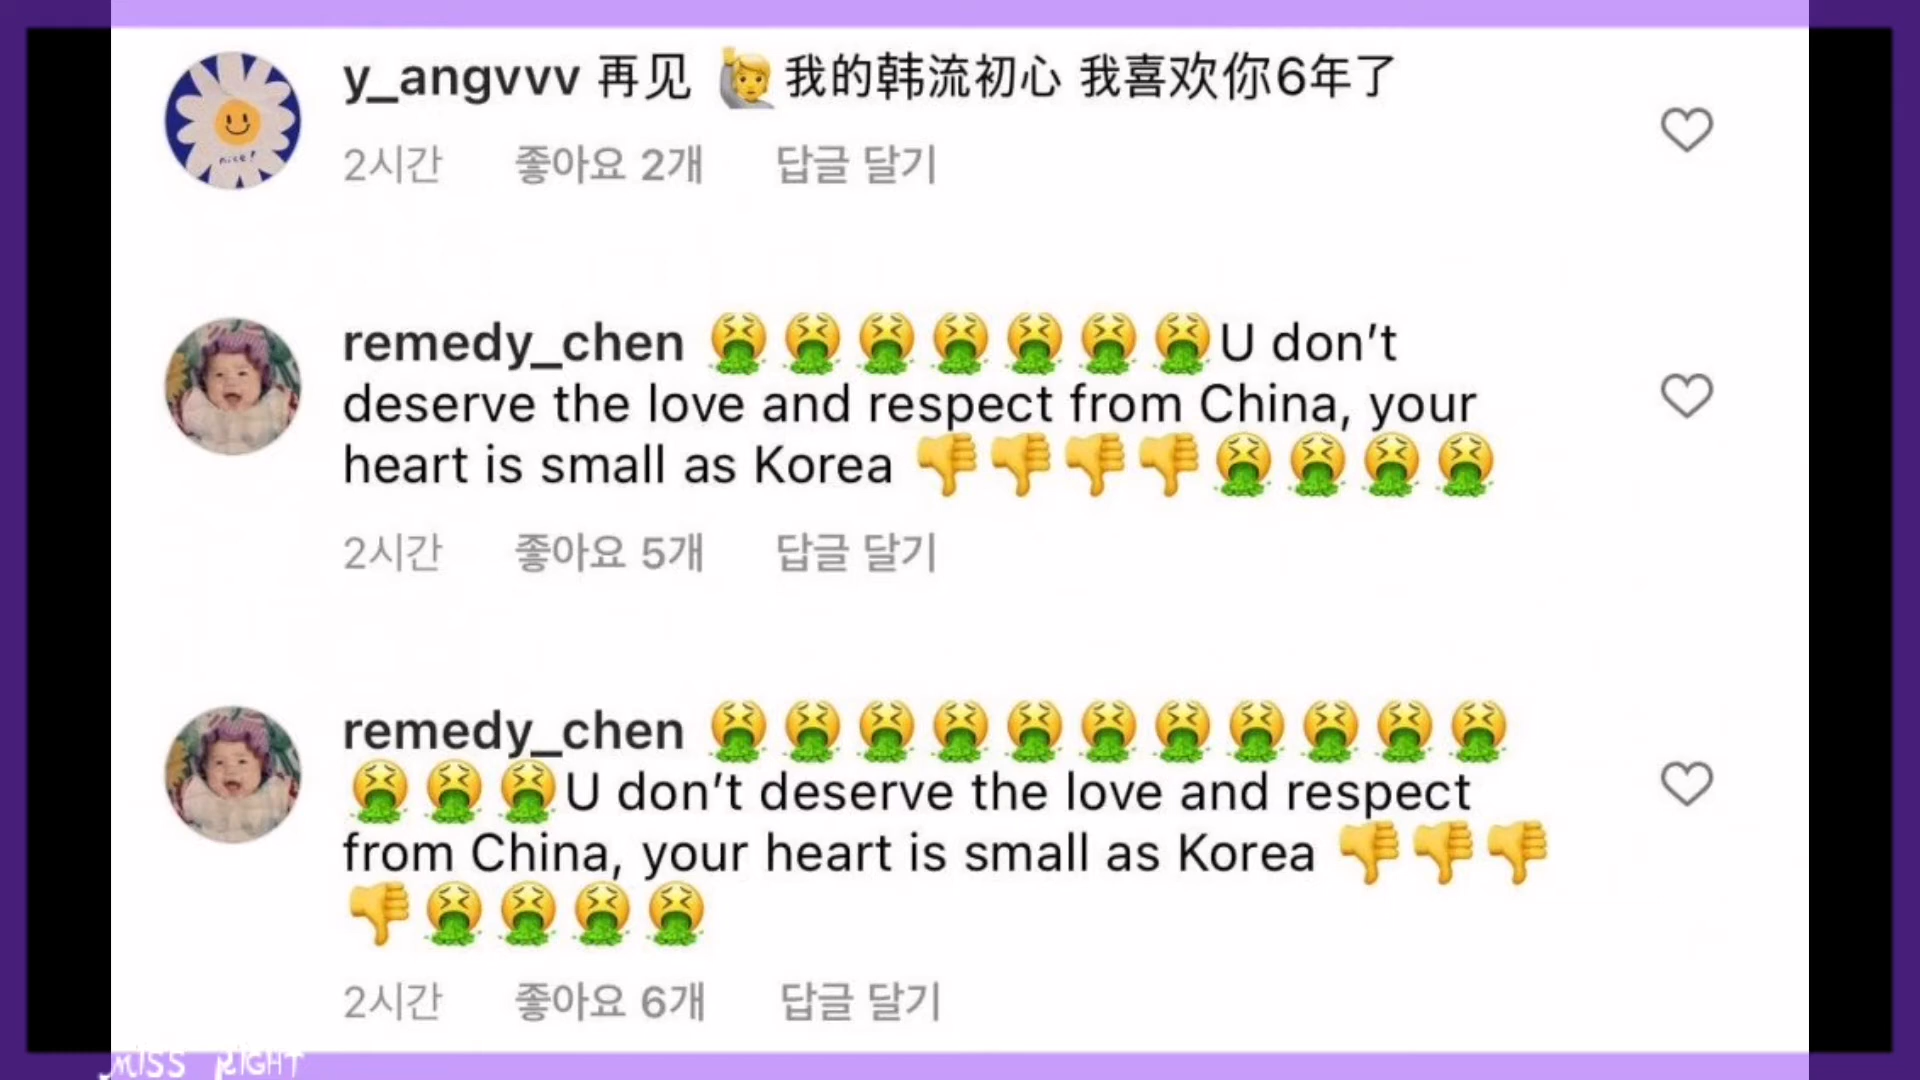 y_angvvv 再见 🙋我的韩流初心 我喜欢你6年了
nice!
2시간 좋아요 2개 답글 달기
remedy_chen 🤮🤮🤮🤮🤮🤮🤮U don’t
deserve the love and respect from China, your
heart is small as Korea 👎👎👎👎🤮🤮🤮🤮
2시간 좋아요 5개 답글 달기
remedy_chen 🤮🤮🤮🤮🤮🤮🤮🤮🤮🤮🤮
🤮🤮🤮U don’t deserve the love and respect
from China, your heart is small as Korea 👎👎👎
👎🤮🤮🤮🤮
2시간 좋아요 6개 답글 달기
MISS RIGHT